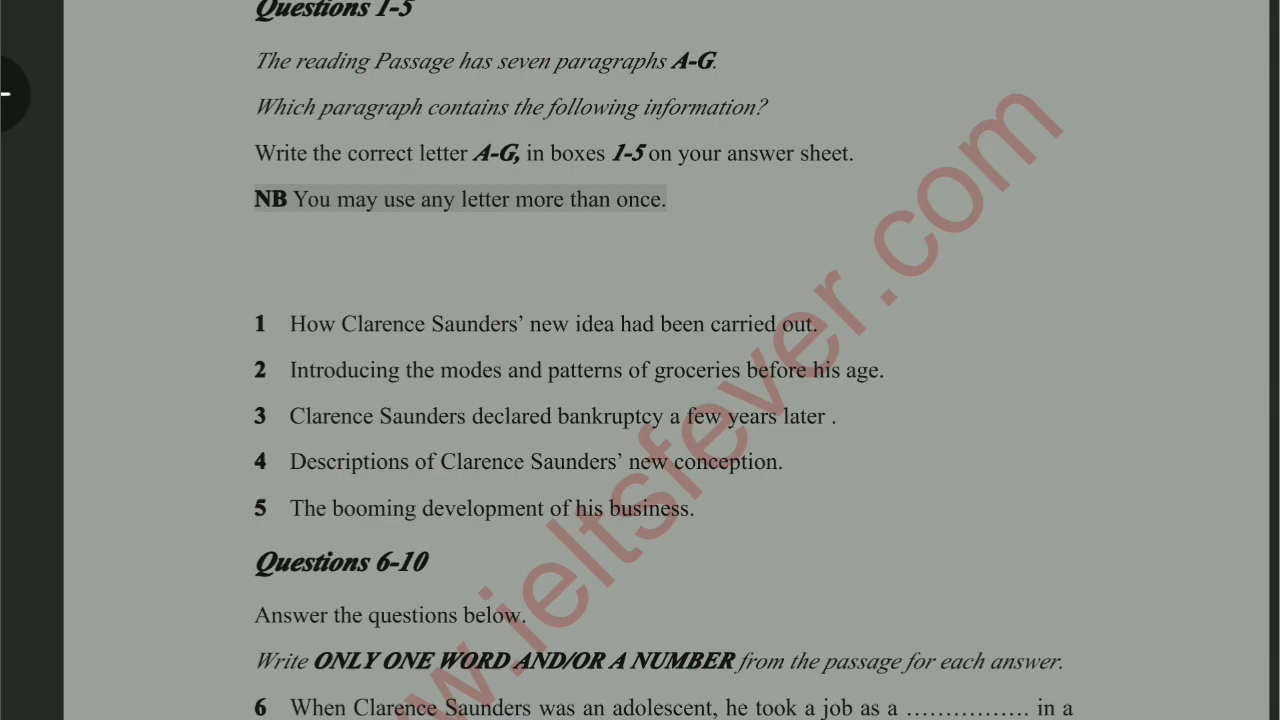 Questions 1-5
The reading Passage has seven paragraphs A-G.
Which paragraph contains the following information?
Write the correct letter A-G, in boxes 1-5 on your answer sheet.
NB You may use any letter more than once.
1 How Clarence Saunders’ new idea had been carried out.
2 Introducing the modes and patterns of groceries before his age.
3 Clarence Saunders declared bankruptcy a few years later .
4 Descriptions of Clarence Saunders’ new conception.
5 The booming development of his business.
Questions 6-10
Answer the questions below.
Write ONLY ONE WORD AND/OR A NUMBER from the passage for each answer.
6 When Clarence Saunders was an adolescent, he took a job as a ................ in a
w.ieltsfever.com